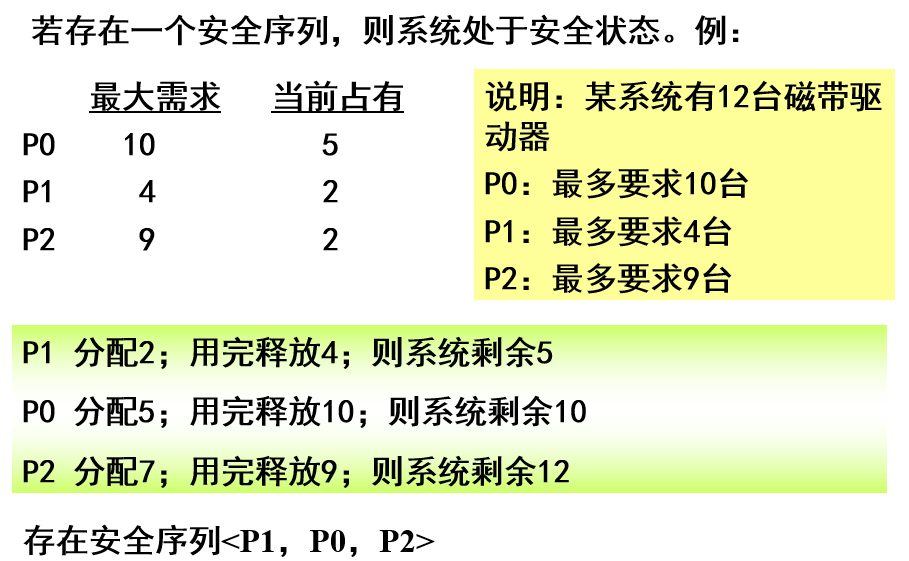 若存在一个安全序列，则系统处于安全状态。例：
最大需求 当前占有
P0 10 5
P1 4 2
P2 9 2
说明：某系统有12台磁带驱
动器
P0：最多要求10台
P1：最多要求4台
P2：最多要求9台
P1 分配2；用完释放4；则系统剩余5
P0 分配5；用完释放10；则系统剩余10
P2 分配7；用完释放9；则系统剩余12
存在安全序列<P1，P0，P2>